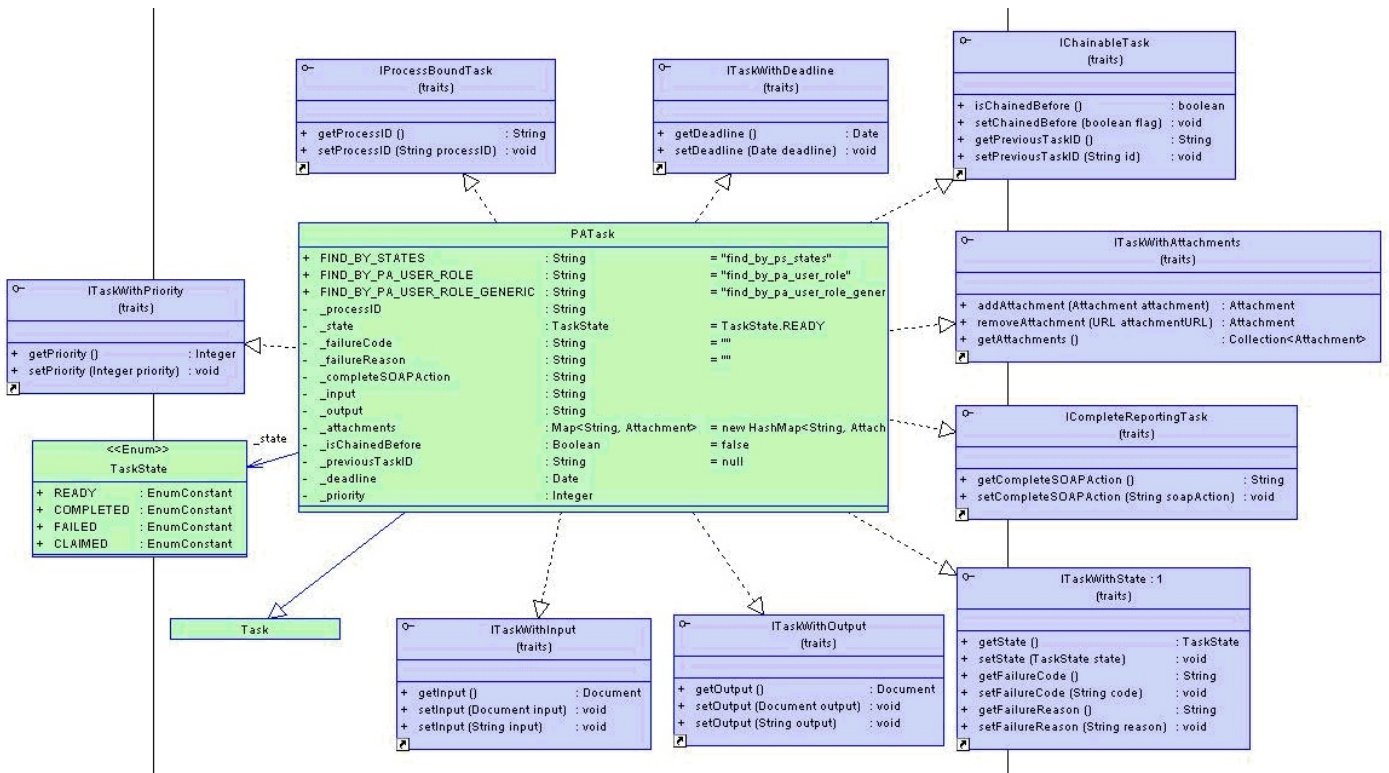 IProcessBoundTask
(traits)
+ getProcessID () : String
+ setProcessID (String processID) : void
ITaskWithDeadline
(traits)
+ getDeadline () : Date
+ setDeadline (Date deadline) : void
IChainableTask
(traits)
+ isChainedBefore () : boolean
+ setChainedBefore (boolean flag) : void
+ getPreviousTaskID () : String
+ setPreviousTaskID (String id) : void
PATask
+ FIND_BY_STATES : String = "find_by_ps_states"
+ FIND_BY_PA_USER_ROLE : String = "find_by_pa_user_role"
+ FIND_BY_PA_USER_ROLE_GENERIC : String = "find_by_pa_user_role_gener
- _processID : String
- _state : TaskState = TaskState.READY
- _failureCode : String = ""
- _failureReason : String = ""
- _completeSOAPAction : String
- _input : String
- _output : String
- _attachments : Map<String, Attachment> = new HashMap<String, Attach
- _isChainedBefore : Boolean = false
- _previousTaskID : String = null
- _deadline : Date
- _priority : Integer
ITaskWithAttachments
(traits)
+ addAttachment (Attachment attachment) : Attachment
+ removeAttachment (URL attachmentURL) : Attachment
+ getAttachments () : Collection<Attachment>
ITaskWithPriority
(traits)
+ getPriority () : Integer
+ setPriority (Integer priority) : void
ICompleteReportingTask
(traits)
+ getCompleteSOAPAction () : String
+ setCompleteSOAPAction (String soapAction) : void
_state
<<Enum>>
TaskState
+ READY : EnumConstant
+ COMPLETED : EnumConstant
+ FAILED : EnumConstant
+ CLAIMED : EnumConstant
Task
ITaskWithInput
(traits)
+ getInput () : Document
+ setInput (Document input) : void
+ setInput (String input) : void
ITaskWithOutput
(traits)
+ getOutput () : Document
+ setOutput (Document output) : void
+ setOutput (String output) : void
ITaskWithState : 1
(traits)
+ getState () : TaskState
+ setState (TaskState state) : void
+ getFailureCode () : String
+ setFailureCode (String code) : void
+ getFailureReason () : String
+ setFailureReason (String reason) : void